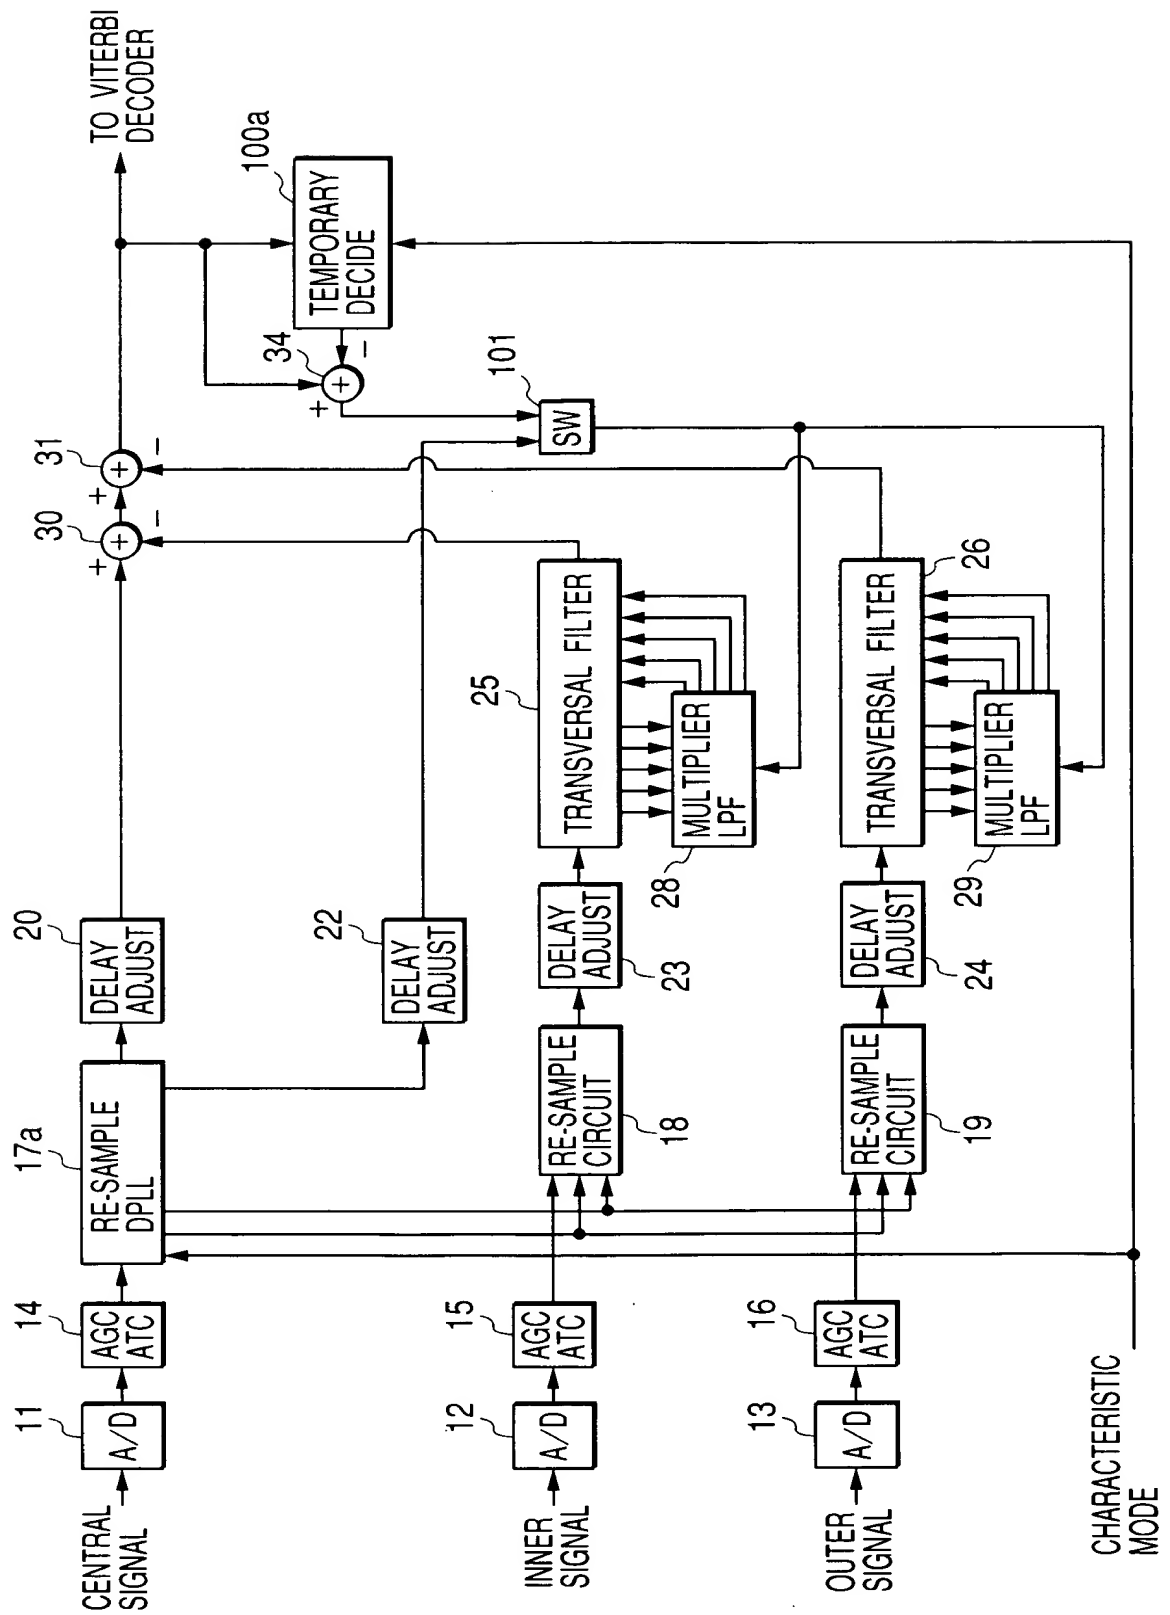 CENTRAL
SIGNAL
11
A/D
14
AGC
ATC
17a
RE-SAMPLE
DPLL
20
DELAY
ADJUST
30
+
+
−
31
+
+
−
TO VITERBI
DECODER
22
DELAY
ADJUST
34
+
+
−
100a
TEMPORARY
DECIDE
101
SW
INNER
SIGNAL
12
A/D
15
AGC
ATC
RE-SAMPLE
CIRCUIT
18
DELAY
ADJUST
23
25
TRANSVERSAL FILTER
MULTIPLIER
LPF
28
OUTER
SIGNAL
13
A/D
16
AGC
ATC
RE-SAMPLE
CIRCUIT
19
DELAY
ADJUST
24
TRANSVERSAL FILTER
26
MULTIPLIER
LPF
29
CHARACTERISTIC
MODE